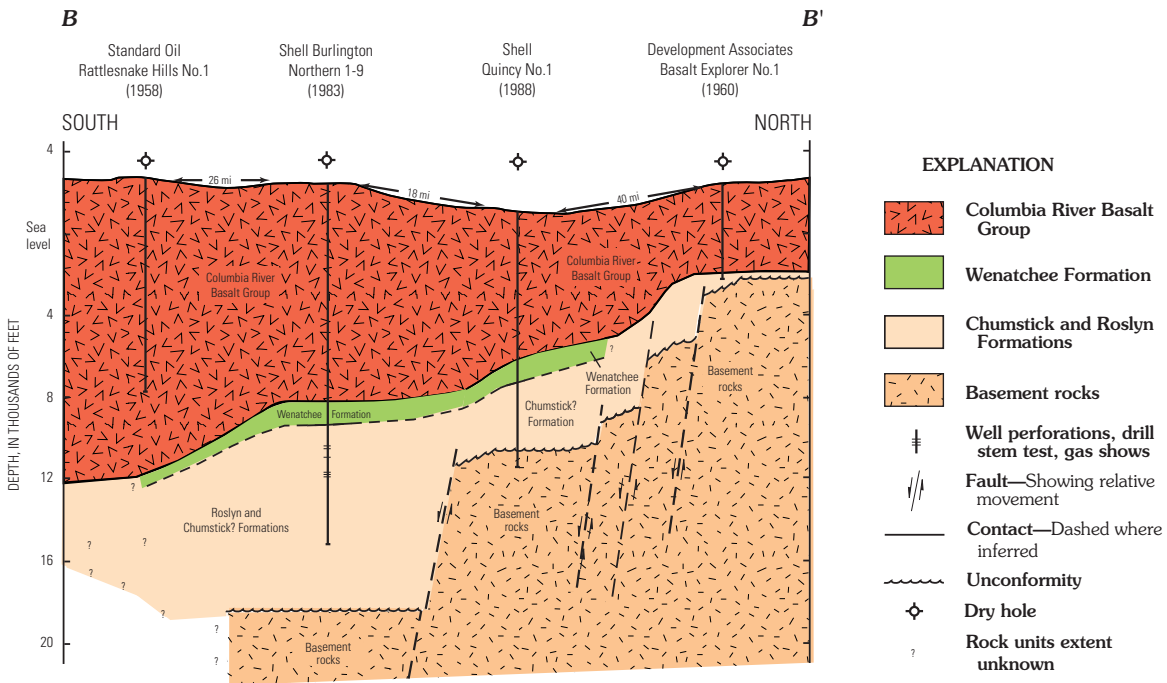 B
B'
Standard Oil
Rattlesnake Hills No.1
(1958)
Shell Burlington
Northern 1-9
(1983)
Shell
Quincy No.1
(1988)
Development Associates
Basalt Explorer No.1
(1960)
SOUTH
NORTH
4
Sea
level
4
8
12
16
20
DEPTH, IN THOUSANDS OF FEET
26 mi
18 mi
40 mi
Columbia River
Basalt Group
Columbia River
Basalt Group
Wenatchee Formation
Wenatchee
Formation
Chumstick?
Formation
Roslyn and
Chumstick? Formations
Basement
rocks
Basement
rocks
Basement
rocks
?
?
?
?
?
?
?
?
?
?
EXPLANATION
Columbia River Basalt
Group
Wenatchee Formation
Chumstick and Roslyn
Formations
Basement rocks
Well perforations, drill
stem test, gas shows
Fault—Showing relative
movement
Contact—Dashed where
inferred
Unconformity
Dry hole
? Rock units extent
unknown